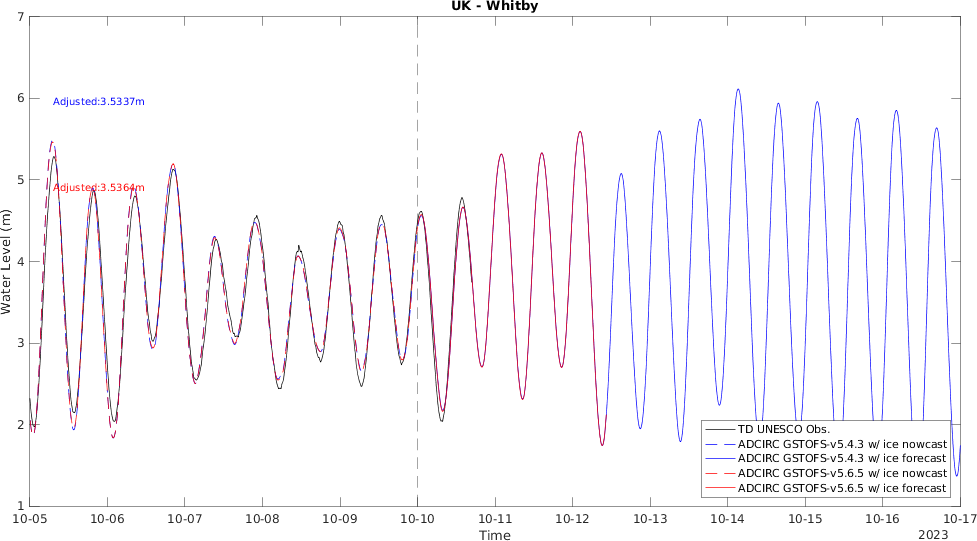 UK - Whitby
7
6
5
4
3
2
1
Water Level (m)
Adjusted:3.5337m
Adjusted:3.5364m
TD UNESCO Obs.
ADCIRC GSTOFS-v5.4.3 w/ ice nowcast
ADCIRC GSTOFS-v5.4.3 w/ ice forecast
ADCIRC GSTOFS-v5.6.5 w/ ice nowcast
ADCIRC GSTOFS-v5.6.5 w/ ice forecast
10-05 10-06 10-07 10-08 10-09 10-10 10-11 10-12 10-13 10-14 10-15 10-16 10-17
Time
2023